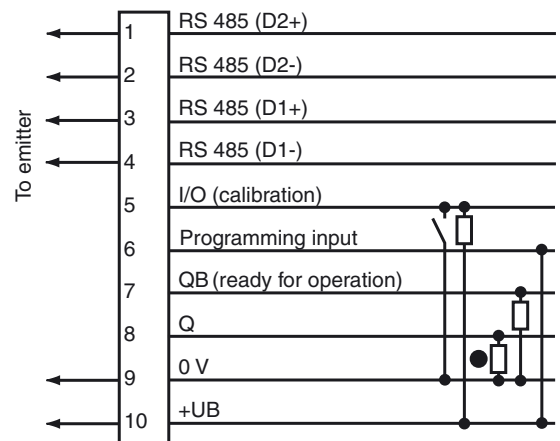 To emitter
1 RS 485 (D2+)
2 RS 485 (D2-)
3 RS 485 (D1+)
4 RS 485 (D1-)
5 I/O (calibration)
6 Programming input
7 QB (ready for operation)
8 Q
9 0 V
10 +UB